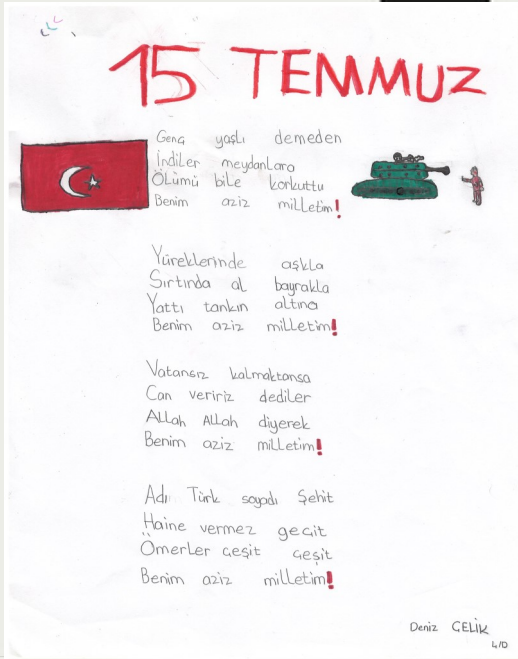 15 TEMMUZ
Genç yaşlı demeden
İndiler meydanlara
Ölümü bile korkuttu
Benim aziz milletim!
Yüreklerinde aşkla
Sırtında al bayrakla
Yattı tankın altına
Benim aziz milletim!
Vatansız kalmaktansa
Can veririz dediler
Allah Allah diyerek
Benim aziz milletim!
Adı Türk soyadı Şehit
Haine vermez geçit
Ömerler çeşit çeşit
Benim aziz milletim!
Deniz ÇELİK
4/D